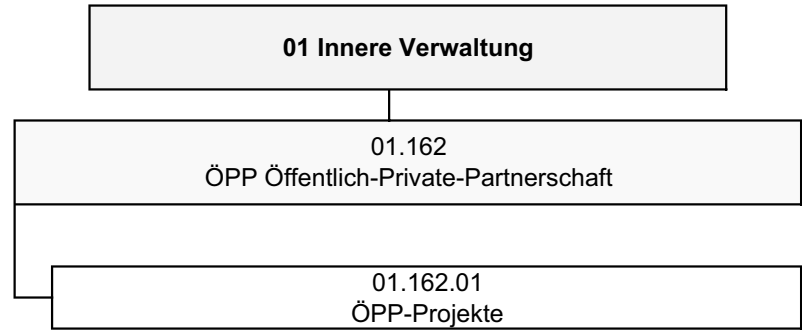 01 Innere Verwaltung
01.162
ÖPP Öffentlich-Private-Partnerschaft
01.162.01
ÖPP-Projekte